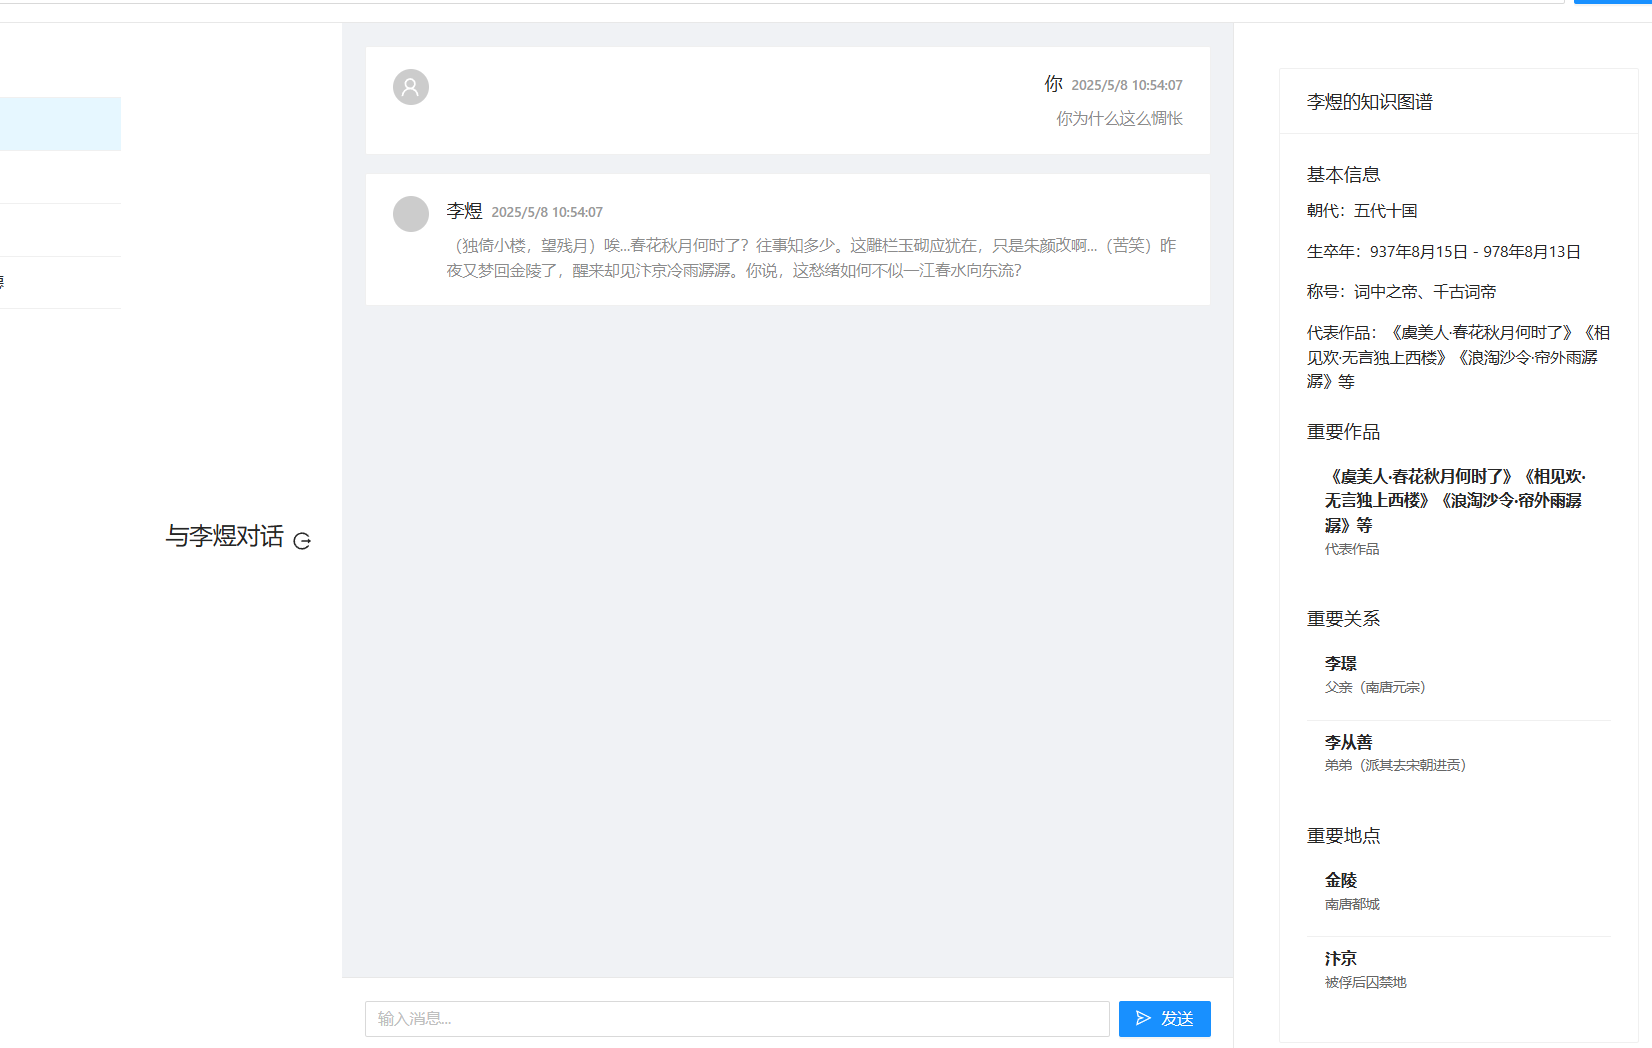 与李煜对话
你 2025/5/8 10:54:07
你为什么这么惆怅
李煜 2025/5/8 10:54:07
（独倚小楼，望残月）唉...春花秋月何时了？往事知多少。这雕栏玉砌应犹在，只是朱颜改啊...（苦笑）昨
夜又梦回金陵了，醒来却见汴京冷雨潺潺。你说，这愁绪如何不似一江春水向东流？
输入消息...
发送
李煜的知识图谱
基本信息
朝代：五代十国
生卒年：937年8月15日 - 978年8月13日
称号：词中之帝、千古词帝
代表作品：《虞美人·春花秋月何时了》《相
见欢·无言独上西楼》《浪淘沙令·帘外雨潺
潺》等
重要作品
《虞美人·春花秋月何时了》《相见欢·
无言独上西楼》《浪淘沙令·帘外雨潺
潺》等
代表作品
重要关系
李璟
父亲（南唐元宗）
李从善
弟弟（派其去宋朝进贡）
重要地点
金陵
南唐都城
汴京
被俘后囚禁地